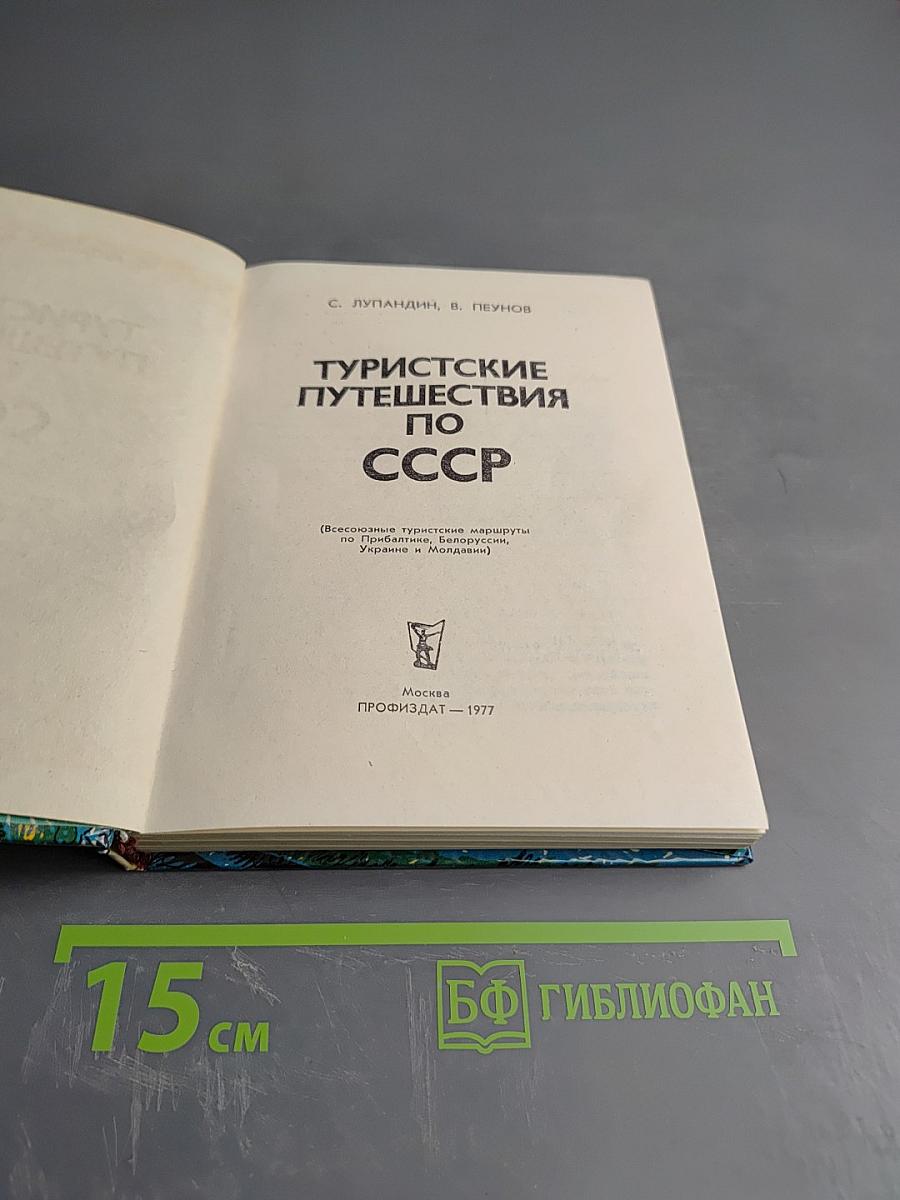 С. ЛУПАНДИН, В. ПЕУНОВ
ТУРИСТСКИЕ
ПУТЕШЕСТВИЯ
ПО
СССР
(Всесоюзные туристские маршруты
по Прибалтике, Белоруссии,
Украине и Молдавии)
Москва
ПРОФИЗДАТ — 1977
15 см
БФ ГИБЛИОФАН